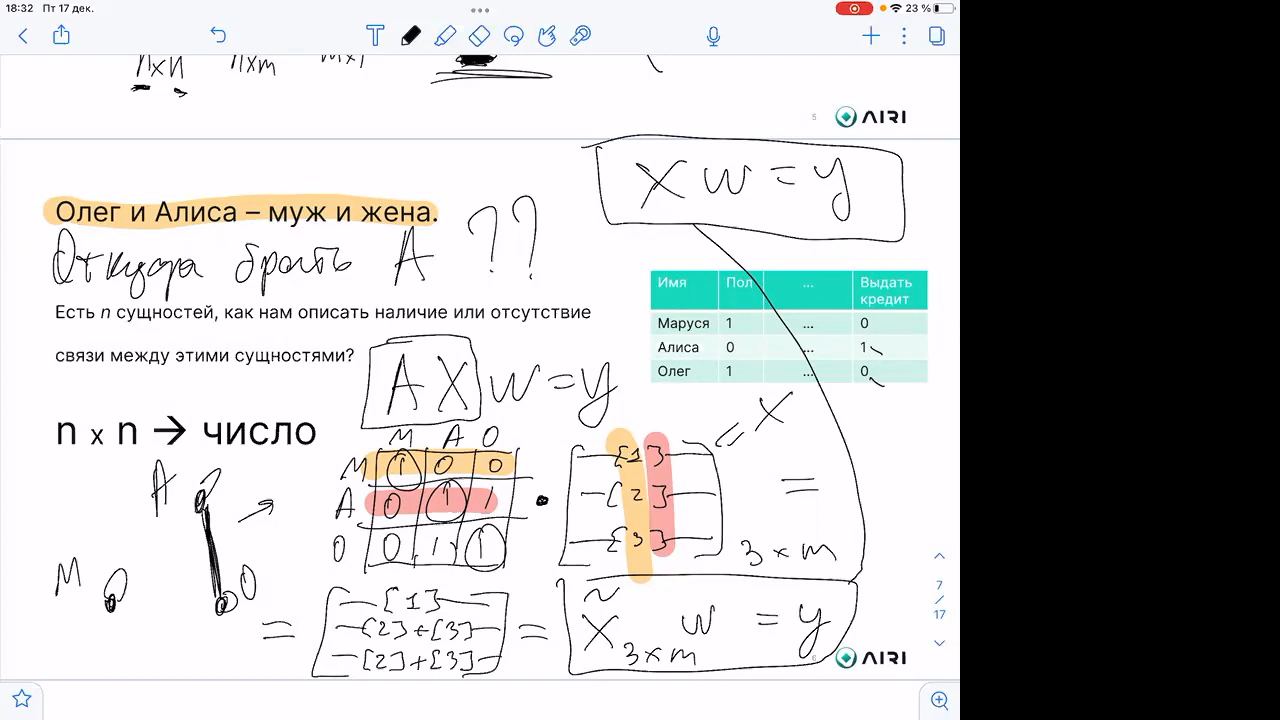 18:32 Пт 17 дек.
23 %
n×n n×m m×1
5 AIRI
X w = y
Олег и Алиса – муж и жена.
Откуда брать A ??
Имя Пол ... Выдать кредит
Маруся 1 ... 0
Алиса 0 ... 1
Олег 1 ... 0
Есть n сущностей, как нам описать наличие или отсутствие
связи между этими сущностями?
A X w = y
n x n → число
M A O
M 1 0 0
A 0 1 1
O 0 1 1
[1]
[2]
[3]
= X
=
3 × m
A
M O
= [1]
[2]+[3]
[2]+[3]
= X̃ 3×m w = y
7
/
17
6 AIRI